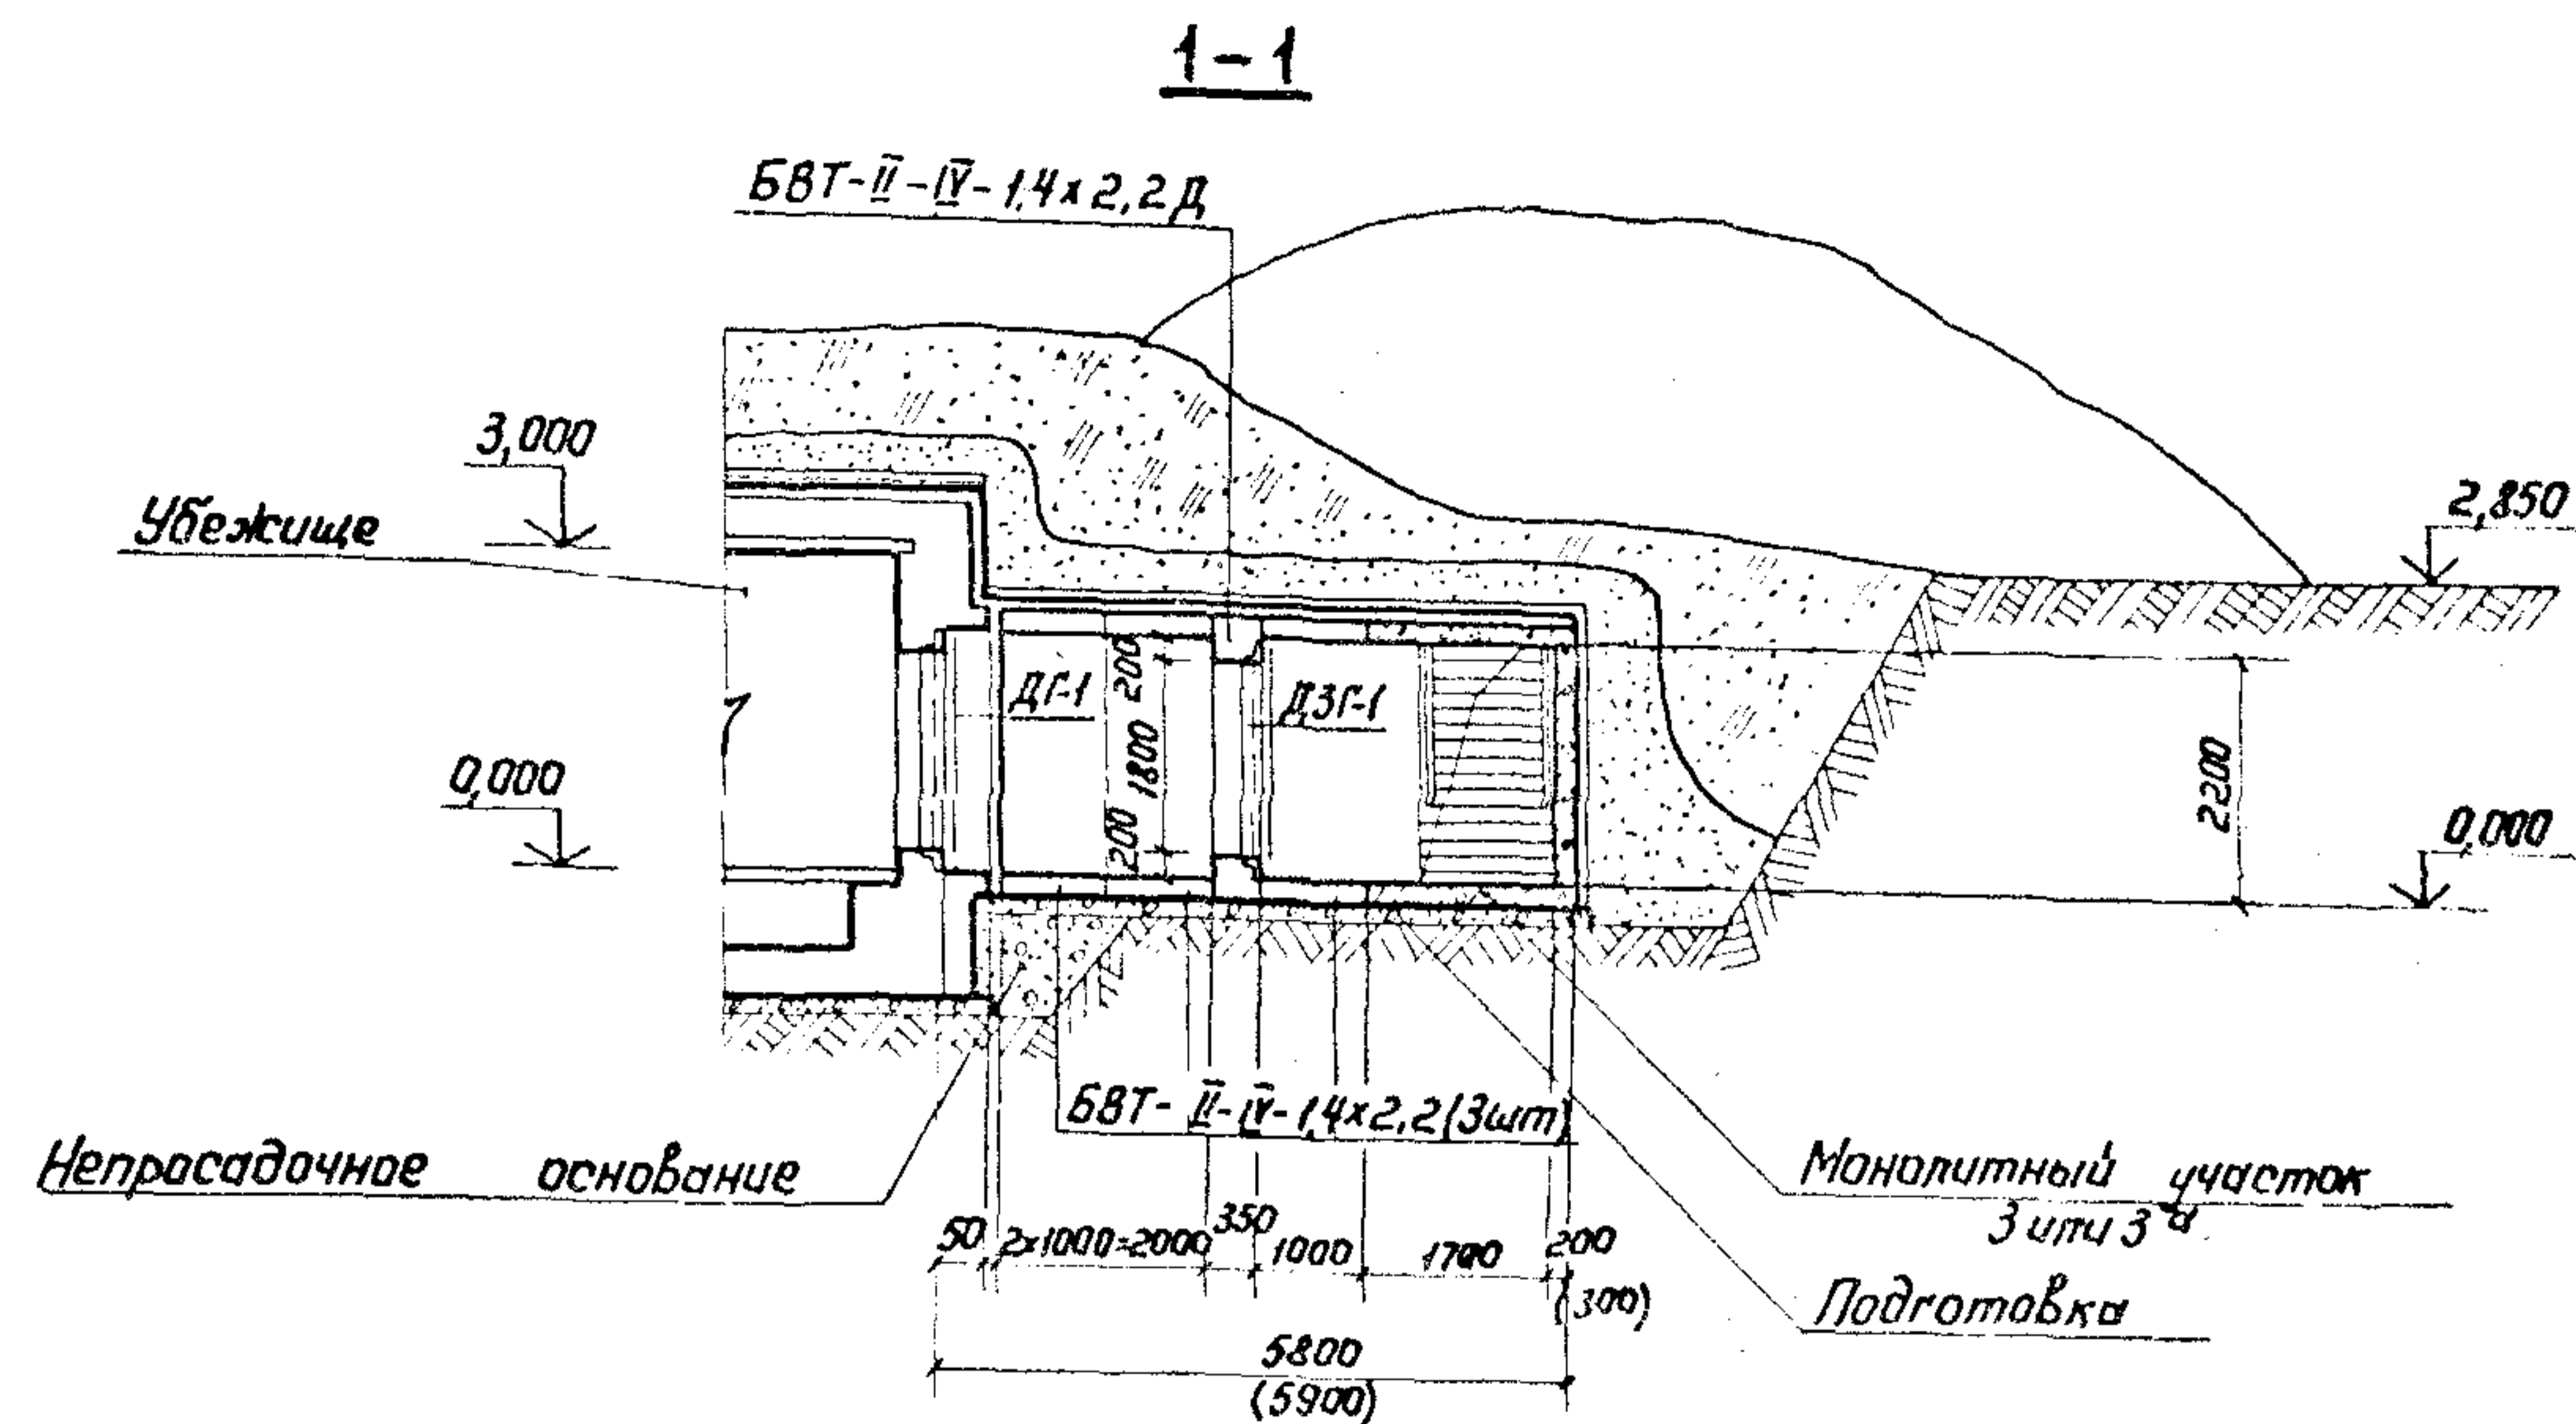 1-1
БВТ-II-IV-1,4х2,2Д
3,000
Убежище
2,850
ДГ-1
200
1800
200
ДЗГ-1
2200
0,000
0,000
БВТ-II-IV-1,4х2,2(3шт)
Непросадочное основание
Монолитный участок
3 или 3а
Подготовка
50
2х1000=2000
350
1000
1700
200
(300)
5800
(5900)